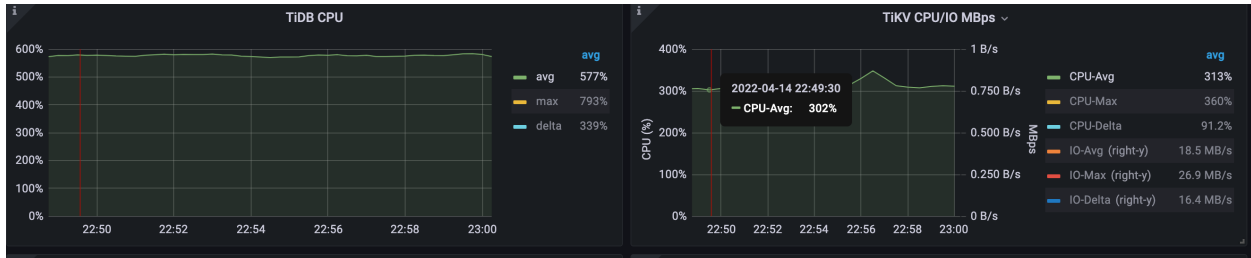 TiDB CPU
600%
500%
400%
300%
200%
100%
0%
22:50 22:52 22:54 22:56 22:58 23:00
avg
avg 577%
max 793%
delta 339%
TiKV CPU/IO MBps
400%
300%
200%
100%
0%
CPU (%)
2022-04-14 22:49:30
CPU-Avg: 302%
1 B/s
0.750 B/s
0.500 B/s
0.250 B/s
0 B/s
MBps
22:50 22:52 22:54 22:56 22:58 23:00
avg
CPU-Avg 313%
CPU-Max 360%
CPU-Delta 91.2%
IO-Avg (right-y) 18.5 MB/s
IO-Max (right-y) 26.9 MB/s
IO-Delta (right-y) 16.4 MB/s